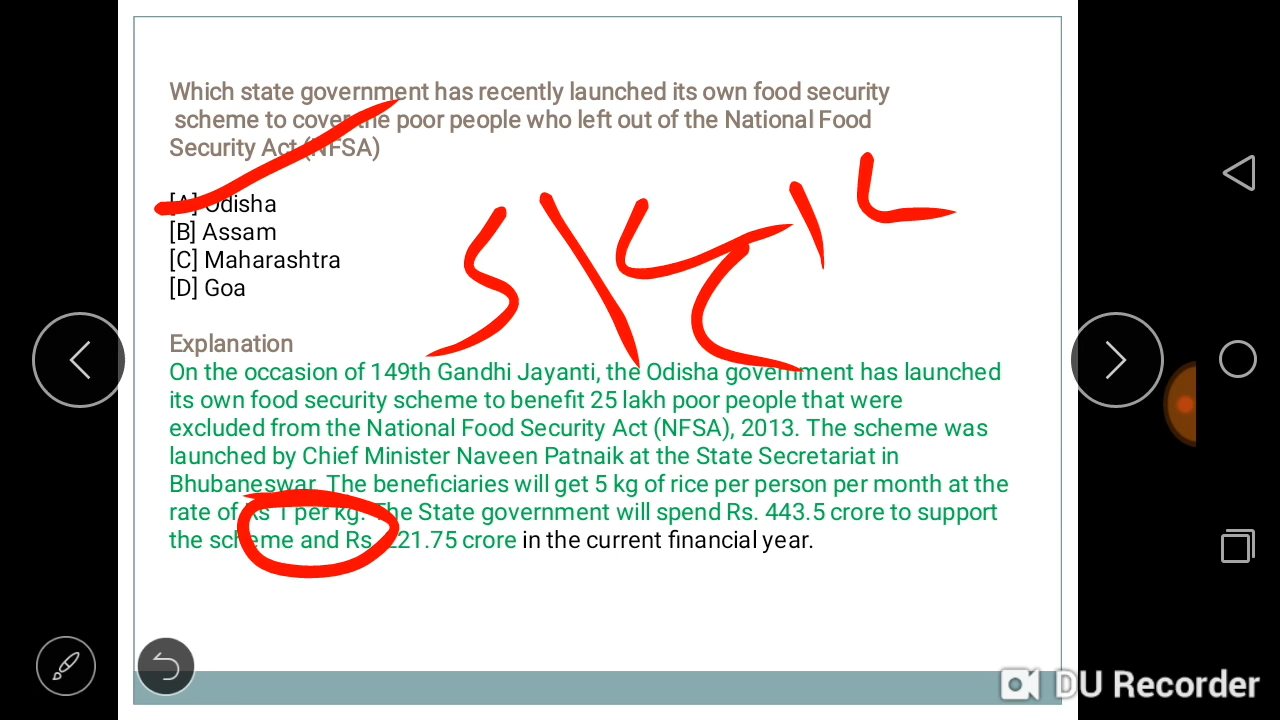 Which state government has recently launched its own food security
scheme to cover the poor people who left out of the National Food
Security Act (NFSA)
[A] Odisha
[B] Assam
[C] Maharashtra
[D] Goa
Explanation
On the occasion of 149th Gandhi Jayanti, the Odisha government has launched
its own food security scheme to benefit 25 lakh poor people that were
excluded from the National Food Security Act (NFSA), 2013. The scheme was
launched by Chief Minister Naveen Patnaik at the State Secretariat in
Bhubaneswar. The beneficiaries will get 5 kg of rice per person per month at the
rate of Rs 1 per kg. The State government will spend Rs. 443.5 crore to support
the scheme and Rs. 221.75 crore in the current financial year.
DU Recorder